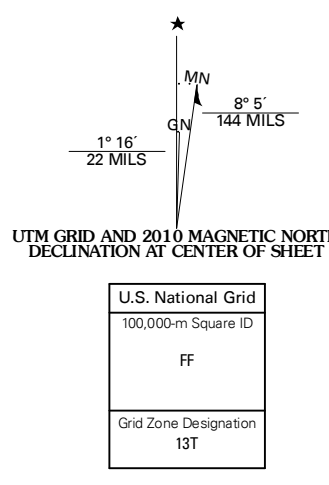 MN
GN
8° 5´
144 MILS
1° 16´
22 MILS
UTM GRID AND 2010 MAGNETIC NORT
DECLINATION AT CENTER OF SHEET
U.S. National Grid
100,000-m Square ID
FF
Grid Zone Designation
13T